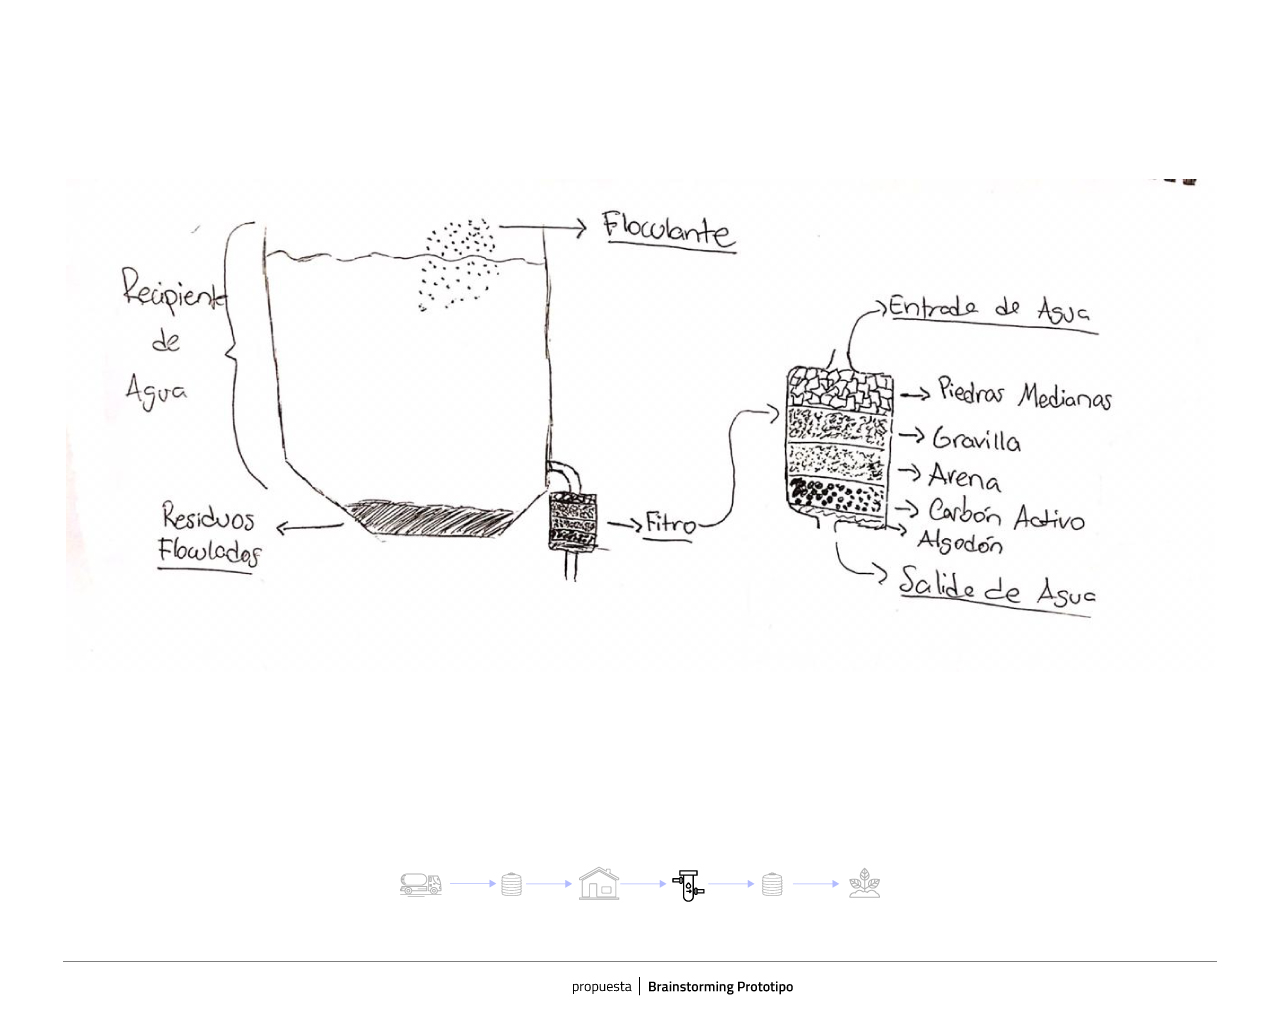 Floculante
Recipiente
de
Agua
Residuos
Floculados
Fitro
Entrade de Agua
Piedras Medianas
Gravilla
Arena
Carbón Activo
Algodón
Salide de Agua
propuesta | Brainstorming Prototipo